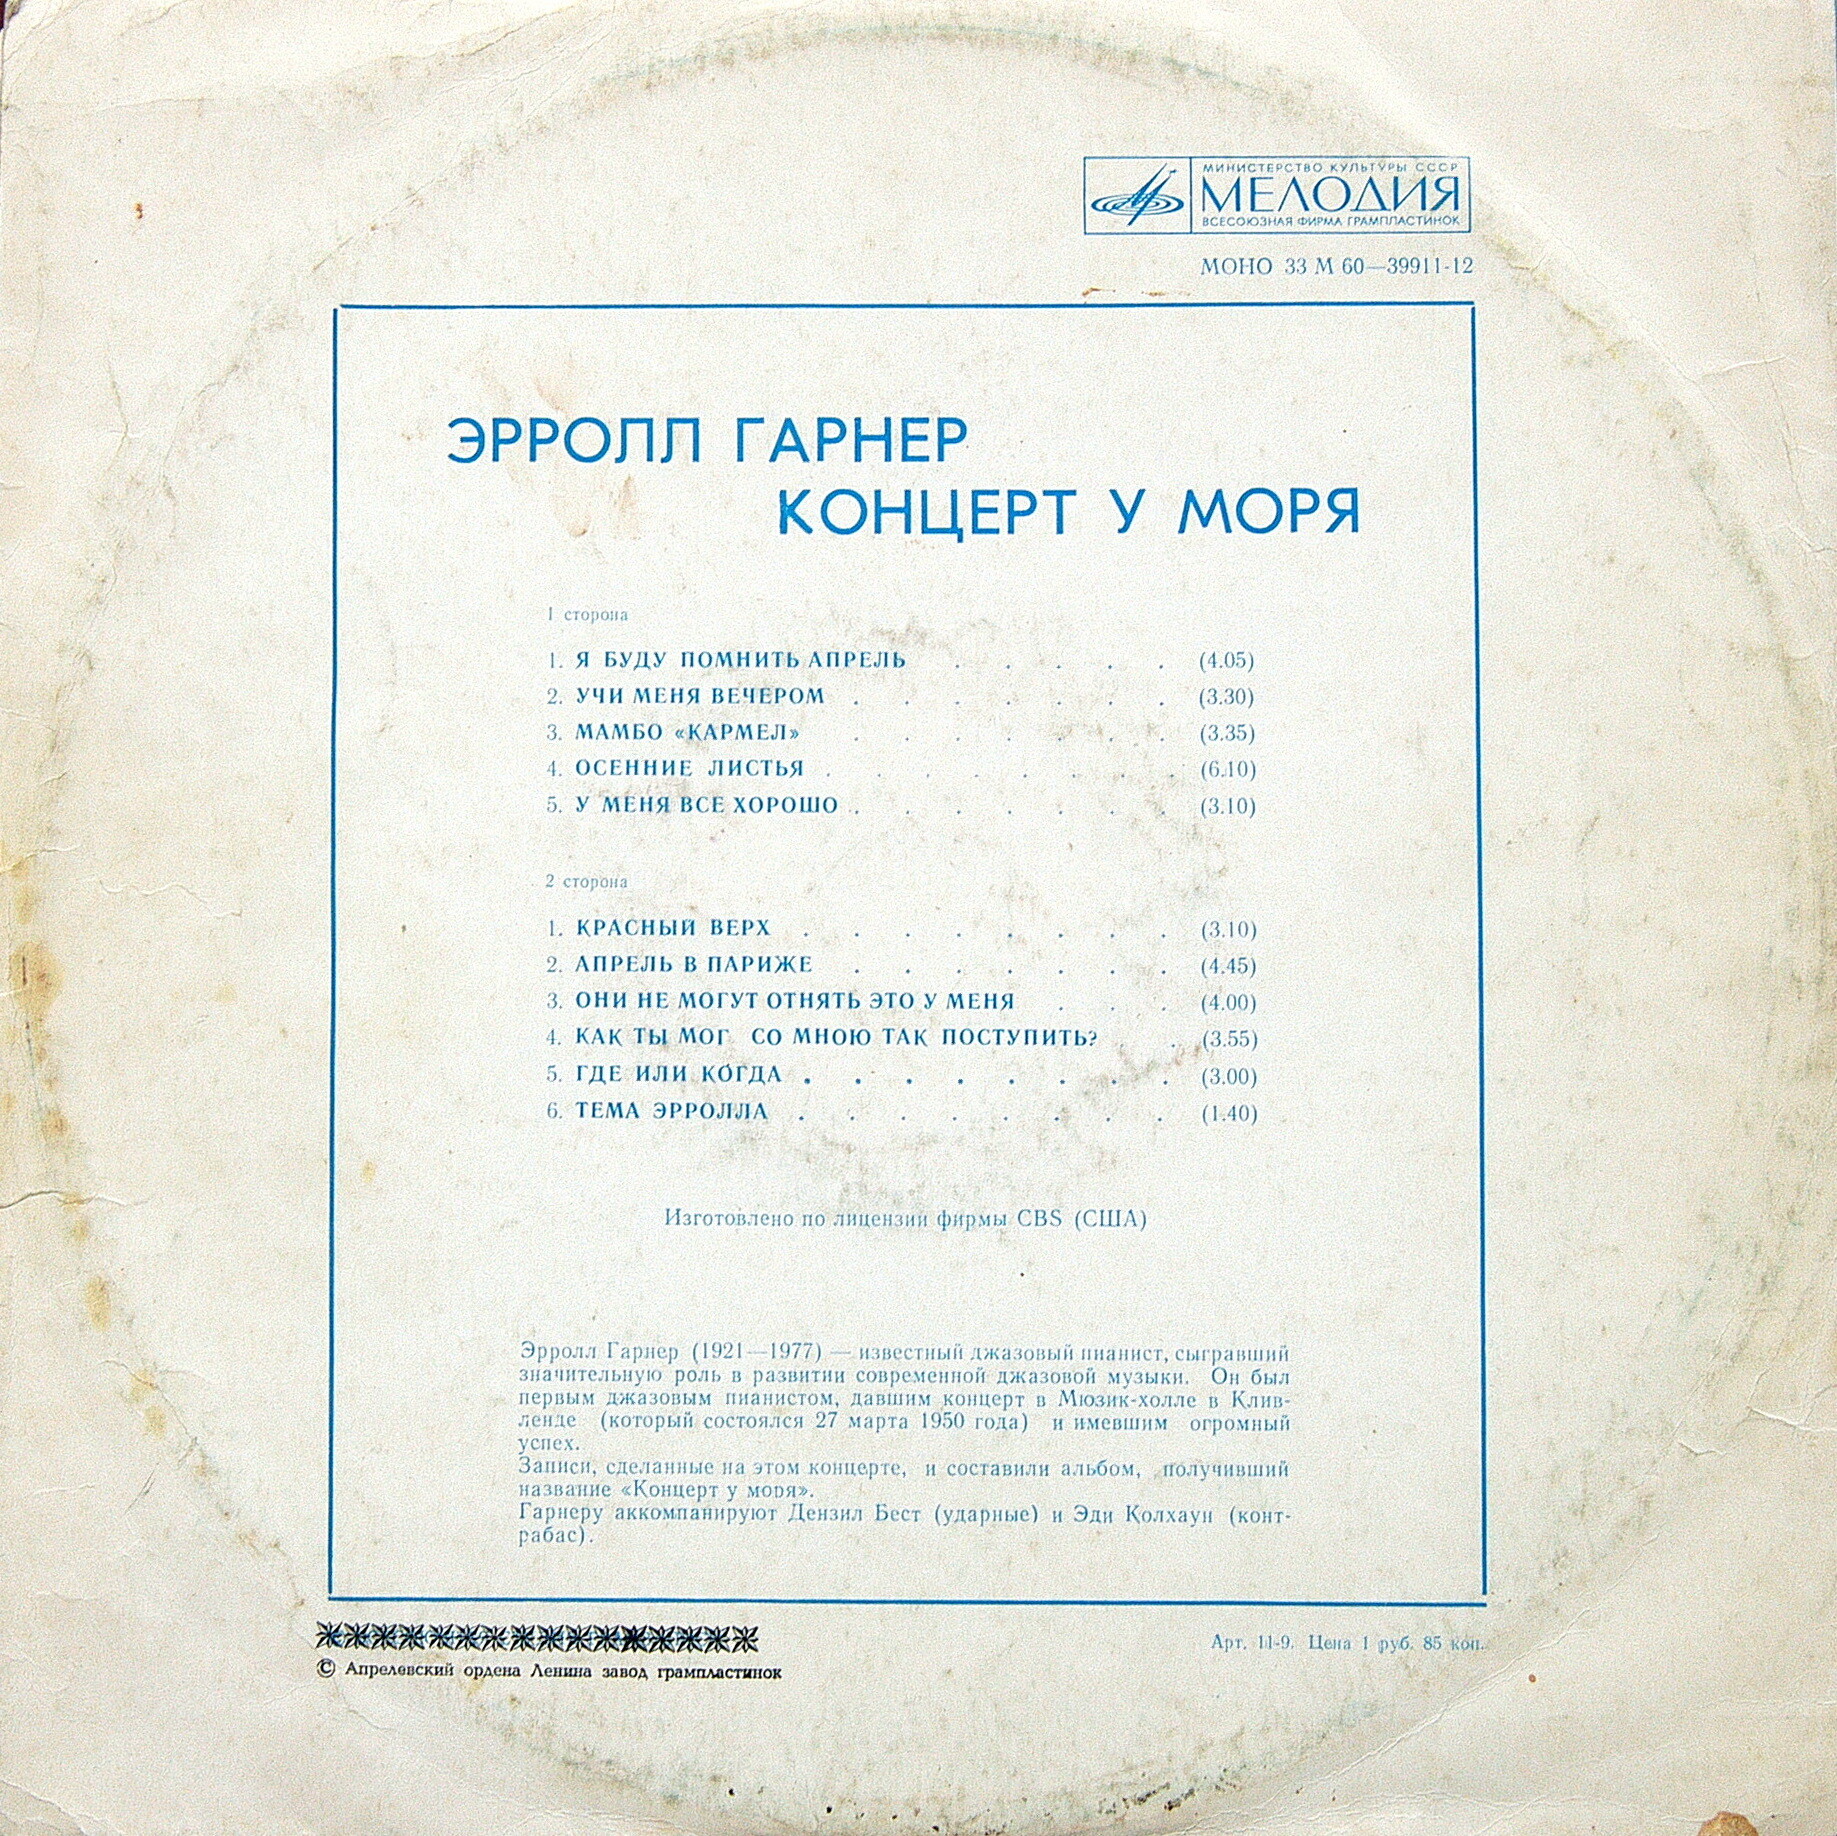 МИНИСТЕРСТВО КУЛЬТУРЫ СССР
МЕЛОДИЯ
ВСЕСОЮЗНАЯ ФИРМА ГРАМПЛАСТИНОК
МОНО 33 М 60—39911-12
ЭРРОЛЛ ГАРНЕР
КОНЦЕРТ У МОРЯ
1 сторона
1. Я БУДУ ПОМНИТЬ АПРЕЛЬ . . . . . (4.05)
2. УЧИ МЕНЯ ВЕЧЕРОМ . . . . . . . (3.30)
3. МАМБО «КАРМЕЛ» . . . . . . . (3.35)
4. ОСЕННИЕ ЛИСТЬЯ . . . . . . . . (6.10)
5. У МЕНЯ ВСЕ ХОРОШО . . . . . . . (3.10)
2 сторона
1. КРАСНЫЙ ВЕРХ . . . . . . . . (3.10)
2. АПРЕЛЬ В ПАРИЖЕ . . . . . . . (4.45)
3. ОНИ НЕ МОГУТ ОТНЯТЬ ЭТО У МЕНЯ . . . (4.00)
4. КАК ТЫ МОГ СО МНОЮ ТАК ПОСТУПИТЬ? . . (3.55)
5. ГДЕ ИЛИ КОГДА . . . . . . . . (3.00)
6. ТЕМА ЭРРОЛЛА . . . . . . . . (1.40)
Изготовлено по лицензии фирмы CBS (США)
Эрролл Гарнер (1921—1977) — известный джазовый пианист, сыгравший
значительную роль в развитии современной джазовой музыки. Он был
первым джазовым пианистом, давшим концерт в Мюзик-холле в Клив-
ленде (который состоялся 27 марта 1950 года) и имевшим огромный
успех.
Записи, сделанные на этом концерте, и составили альбом, получивший
название «Концерт у моря».
Гарнеру аккомпанируют Дензил Бест (ударные) и Эди Колхаун (конт-
рабас).
© Апрелевский ордена Ленина завод грампластинок
Арт. 11-9. Цена 1 руб. 85 коп.